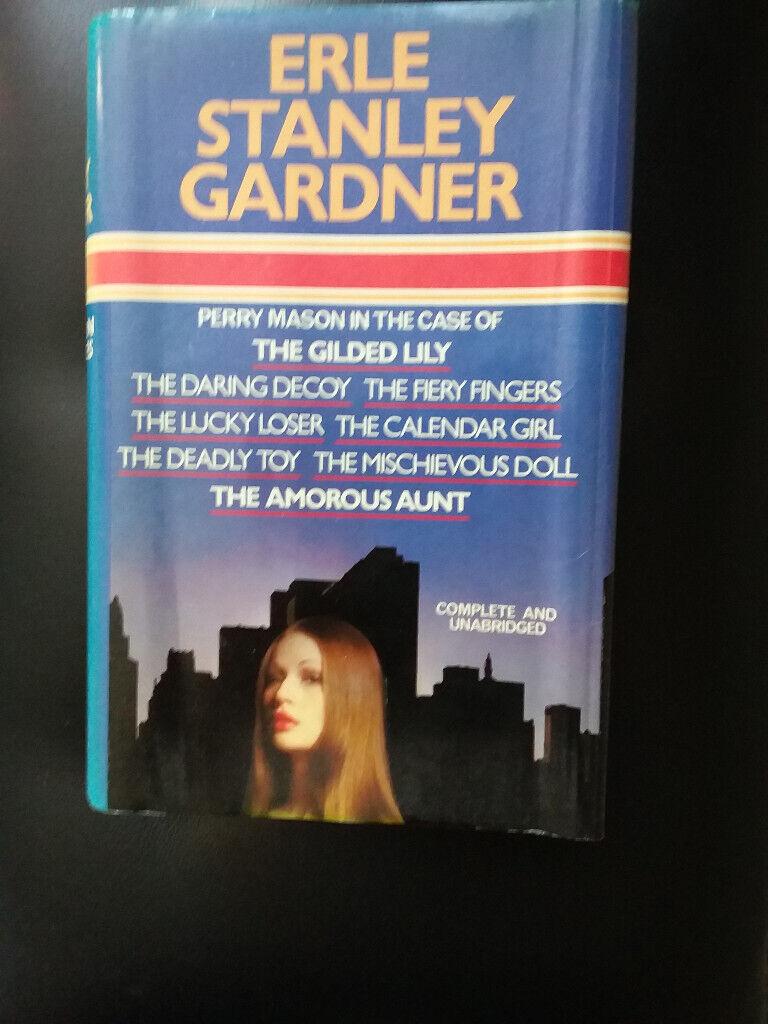 ERLE
STANLEY
GARDNER
PERRY MASON IN THE CASE OF
THE GILDED LILY
THE DARING DECOY THE FIERY FINGERS
THE LUCKY LOSER THE CALENDAR GIRL
THE DEADLY TOY THE MISCHIEVOUS DOLL
THE AMOROUS AUNT
COMPLETE AND
UNABRIDGED